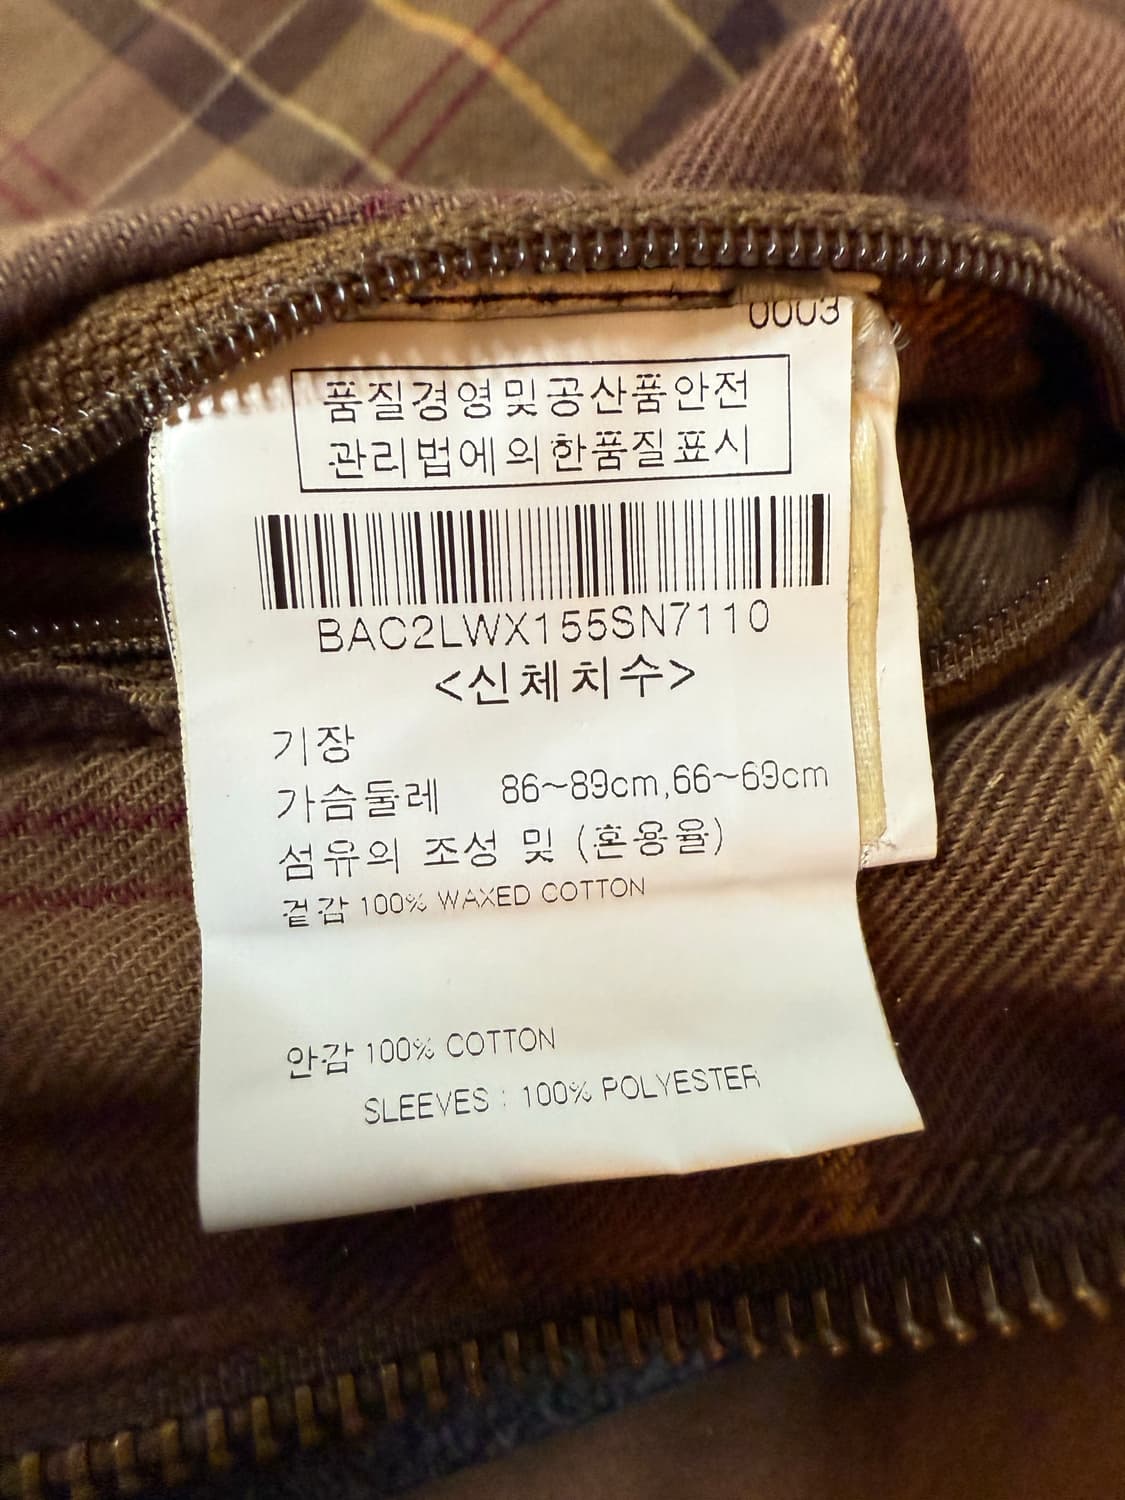 0003
품질경영및공산품안전
관리법에의한품질표시
BAC2LWX155SN7110
<신체치수>
기장
가슴둘레 86~89cm,66~69cm
섬유의 조성 및 (혼용율)
겉감 100% WAXED COTTON
안감 100% COTTON
SLEEVES : 100% POLYESTER